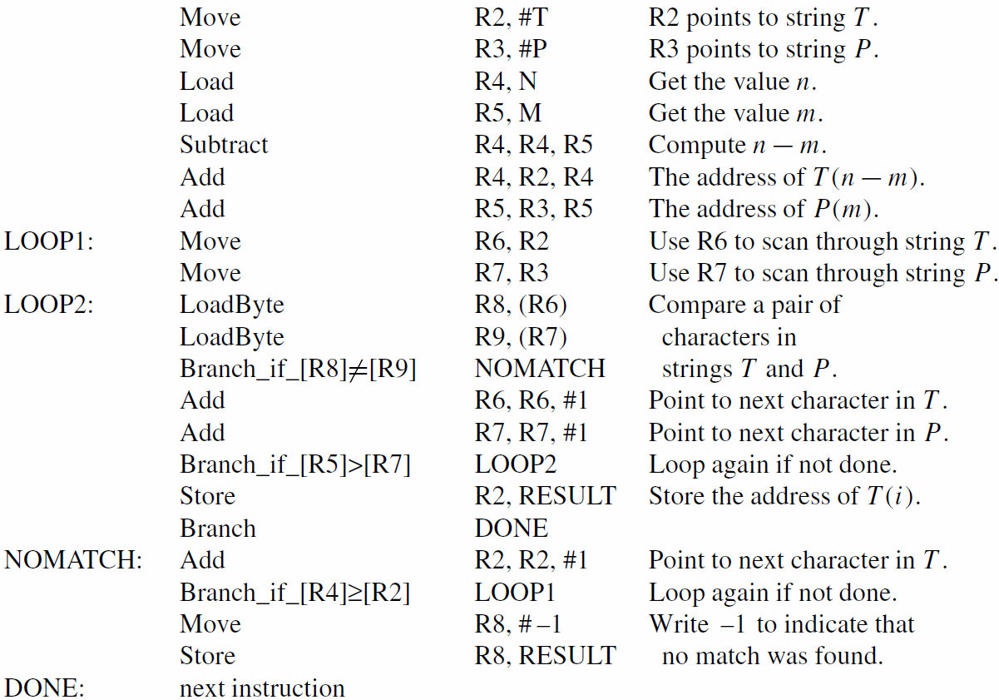 Move R2, #T R2 points to string T.
Move R3, #P R3 points to string P.
Load R4, N Get the value n.
Load R5, M Get the value m.
Subtract R4, R4, R5 Compute n – m.
Add R4, R2, R4 The address of T(n – m).
Add R5, R3, R5 The address of P(m).
LOOP1: Move R6, R2 Use R6 to scan through string T.
Move R7, R3 Use R7 to scan through string P.
LOOP2: LoadByte R8, (R6) Compare a pair of
LoadByte R9, (R7) characters in
Branch_if_[R8]≠[R9] NOMATCH strings T and P.
Add R6, R6, #1 Point to next character in T.
Add R7, R7, #1 Point to next character in P.
Branch_if_[R5]>[R7] LOOP2 Loop again if not done.
Store R2, RESULT Store the address of T(i).
Branch DONE
NOMATCH: Add R2, R2, #1 Point to next character in T.
Branch_if_[R4]≥[R2] LOOP1 Loop again if not done.
Move R8, #–1 Write –1 to indicate that
Store R8, RESULT no match was found.
DONE: next instruction